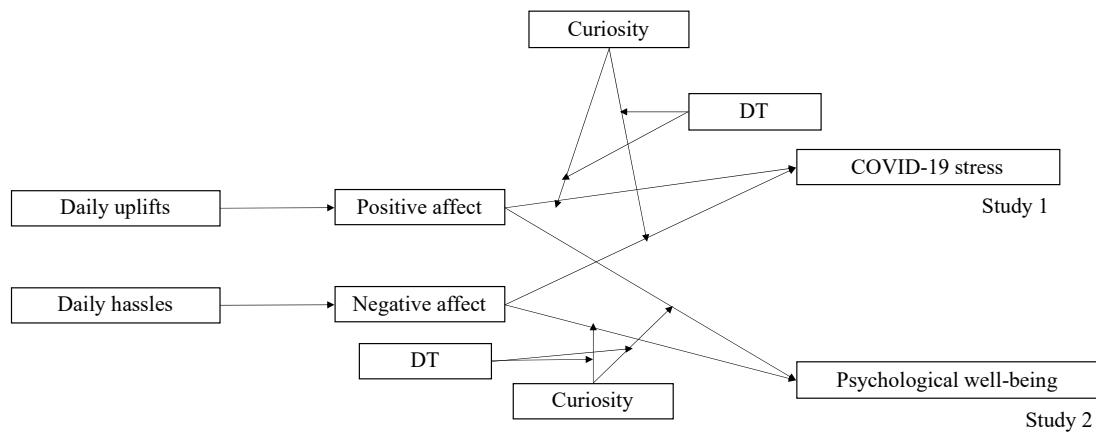 Curiosity
DT
COVID-19 stress
Study 1
Daily uplifts
Positive affect
Daily hassles
Negative affect
DT
Curiosity
Psychological well-being
Study 2